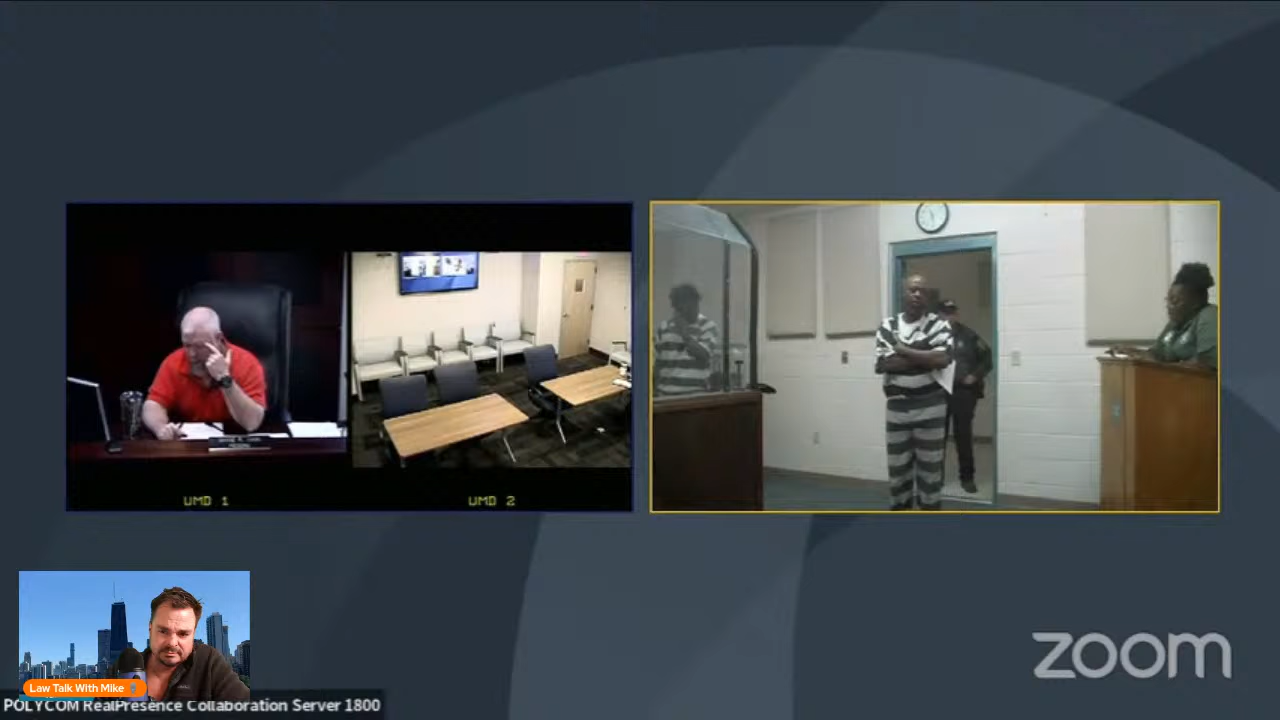 UMD 1
UMD 2
zoom
Law Talk With Mike
POLYCOM RealPresence Collaboration Server 1800